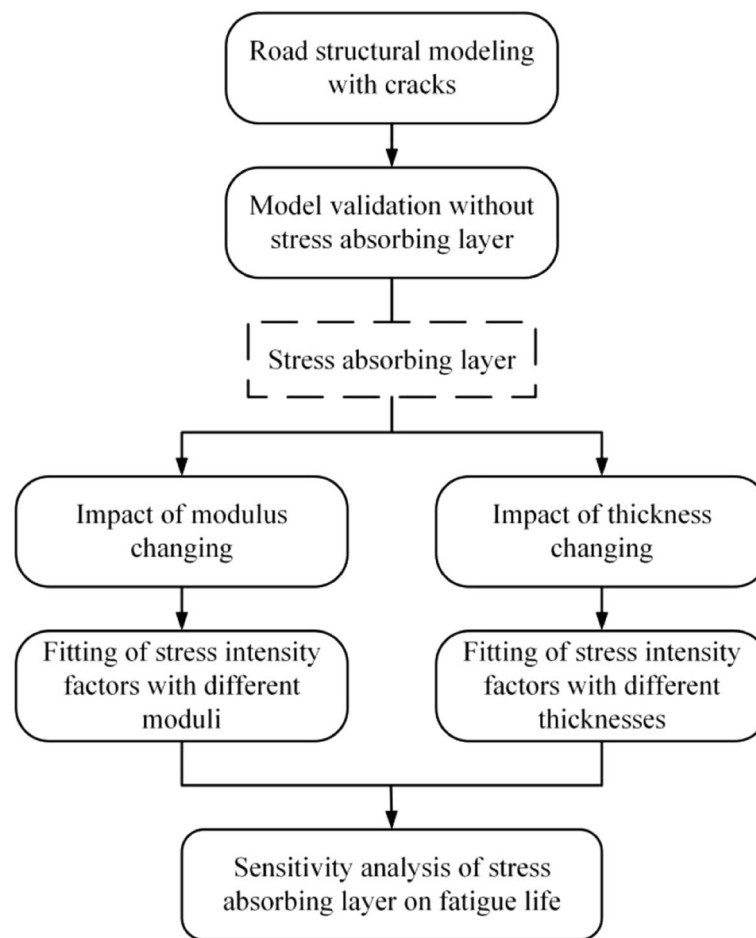 Road structural modeling
with cracks
Model validation without
stress absorbing layer
Stress absorbing layer
Impact of modulus
changing
Impact of thickness
changing
Fitting of stress intensity
factors with different
moduli
Fitting of stress intensity
factors with different
thicknesses
Sensitivity analysis of stress
absorbing layer on fatigue life